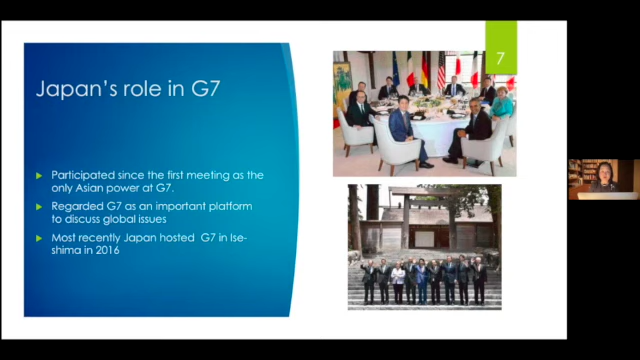 7
Japan's role in G7
Participated since the first meeting as the
only Asian power at G7.
Regarded G7 as an important platform
to discuss global issues
Most recently Japan hosted G7 in Ise-
shima in 2016